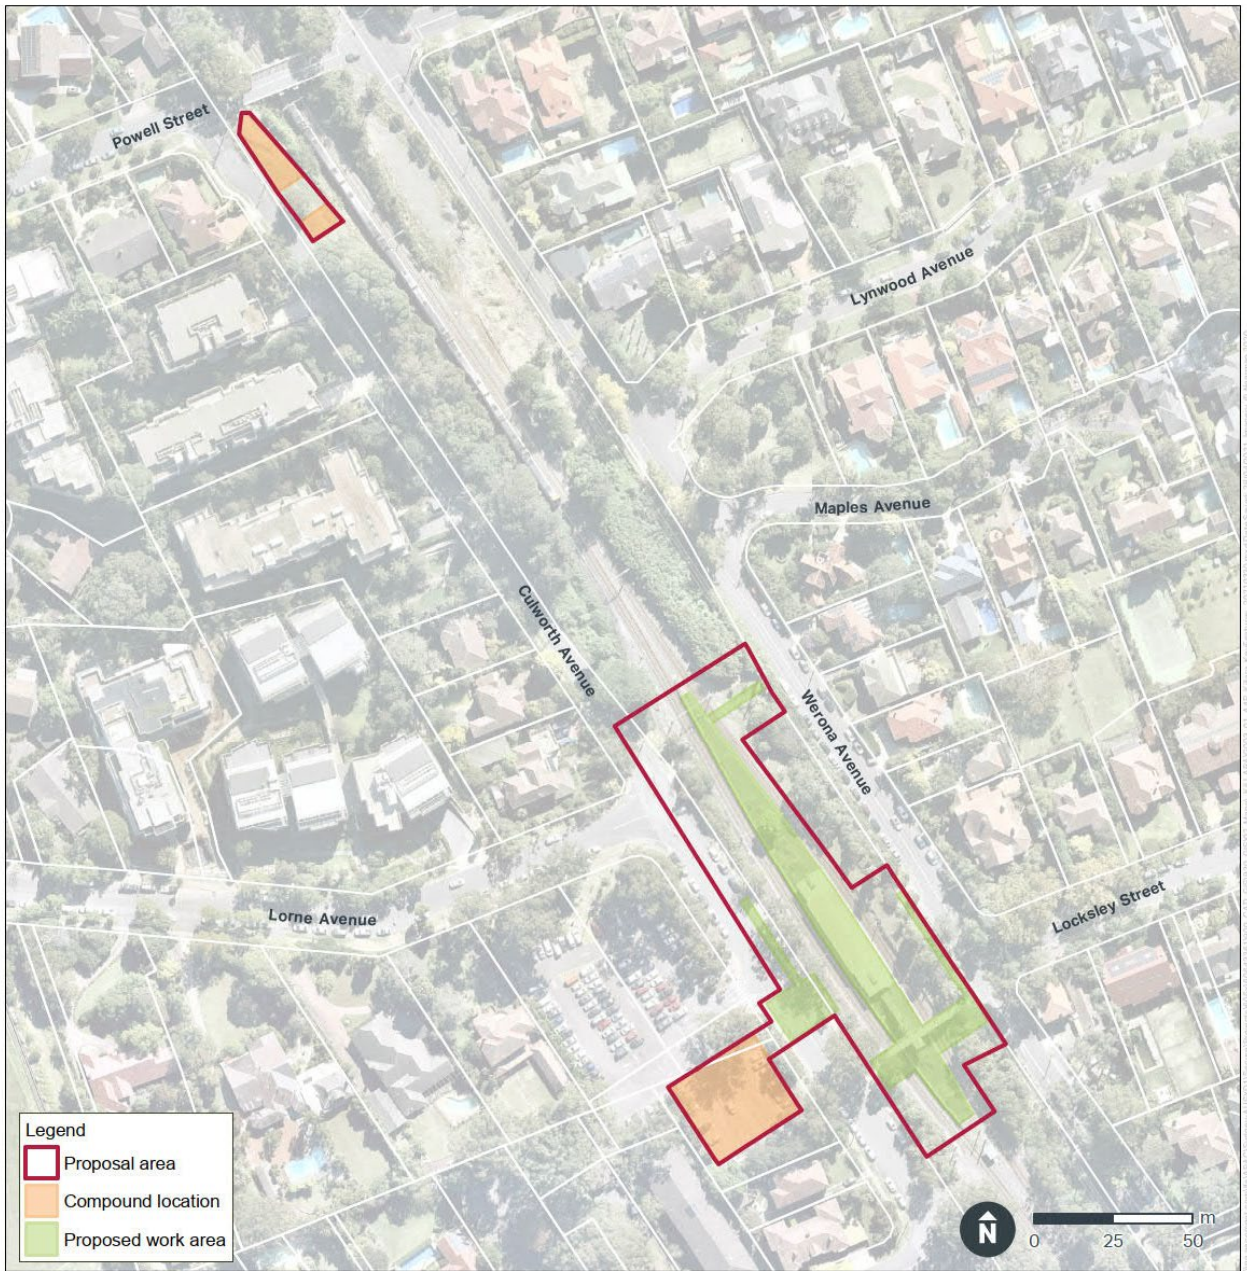 Powell Street
Lynwood Avenue
Maples Avenue
Culworth Avenue
Werona Avenue
Locksley Street
Lorne Avenue
Legend
Proposal area
Compound location
Proposed work area
N
m
0 25 50